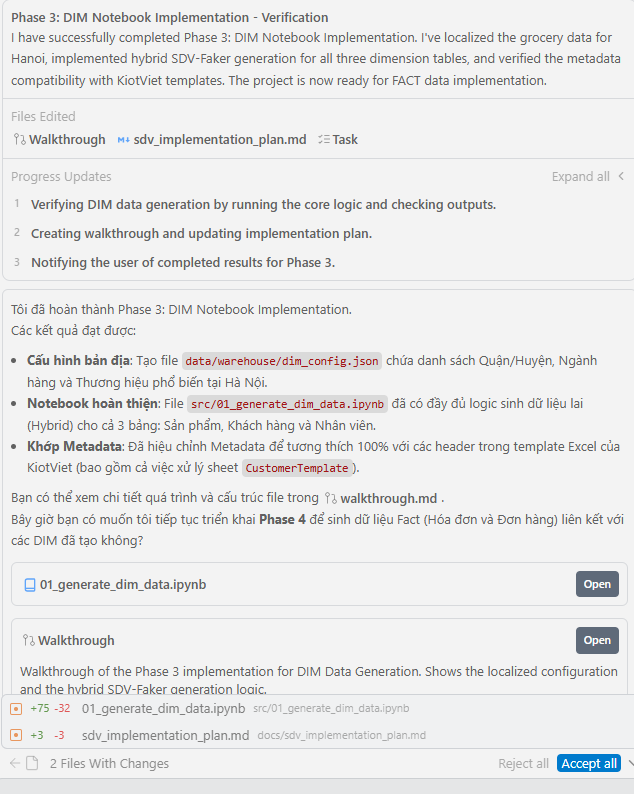 Phase 3: DIM Notebook Implementation - Verification
I have successfully completed Phase 3: DIM Notebook Implementation. I've localized the grocery data for
Hanoi, implemented hybrid SDV-Faker generation for all three dimension tables, and verified the metadata
compatibility with KiotViet templates. The project is now ready for FACT data implementation.
Files Edited
Walkthrough sdv_implementation_plan.md Task
Progress Updates Expand all
1 Verifying DIM data generation by running the core logic and checking outputs.
2 Creating walkthrough and updating implementation plan.
3 Notifying the user of completed results for Phase 3.
Tôi đã hoàn thành Phase 3: DIM Notebook Implementation.
Các kết quả đạt được:
• Cấu hình bản địa: Tạo file data/warehouse/dim_config.json chứa danh sách Quận/Huyện, Ngành
hàng và Thương hiệu phổ biến tại Hà Nội.
• Notebook hoàn thiện: File src/01_generate_dim_data.ipynb đã có đầy đủ logic sinh dữ liệu lai
(Hybrid) cho cả 3 bảng: Sản phẩm, Khách hàng và Nhân viên.
• Khớp Metadata: Đã hiệu chỉnh Metadata để tương thích 100% với các header trong template Excel của
KiotViet (bao gồm cả việc xử lý sheet CustomerTemplate).
Bạn có thể xem chi tiết quá trình và cấu trúc file trong walkthrough.md .
Bây giờ bạn có muốn tôi tiếp tục triển khai Phase 4 để sinh dữ liệu Fact (Hóa đơn và Đơn hàng) liên kết với
các DIM đã tạo không?
01_generate_dim_data.ipynb Open
Walkthrough Open
Walkthrough of the Phase 3 implementation for DIM Data Generation. Shows the localized configuration
and the hybrid SDV-Faker generation logic.
+75 -32 01_generate_dim_data.ipynb src/01_generate_dim_data.ipynb
+3 -3 sdv_implementation_plan.md docs/sdv_implementation_plan.md
2 Files With Changes Reject all Accept all